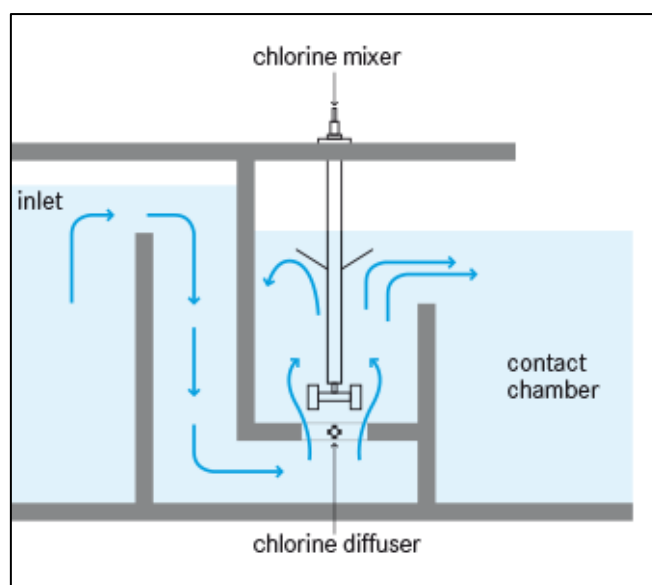 chlorine mixer
inlet
contact
chamber
chlorine diffuser